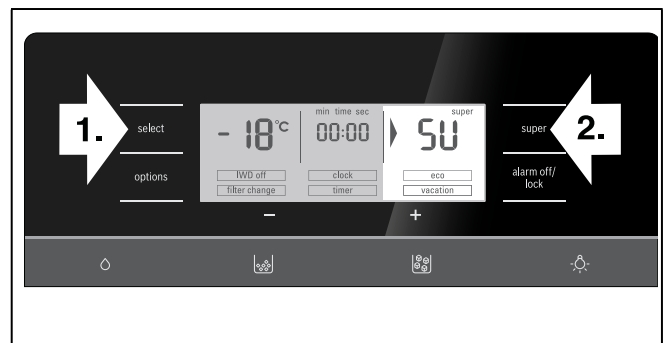 1.
select
options
- 18°C
min time sec
00:00
super
SU
IWD off
filter change
clock
timer
eco
vacation
super
alarm off/
lock
2.
− +